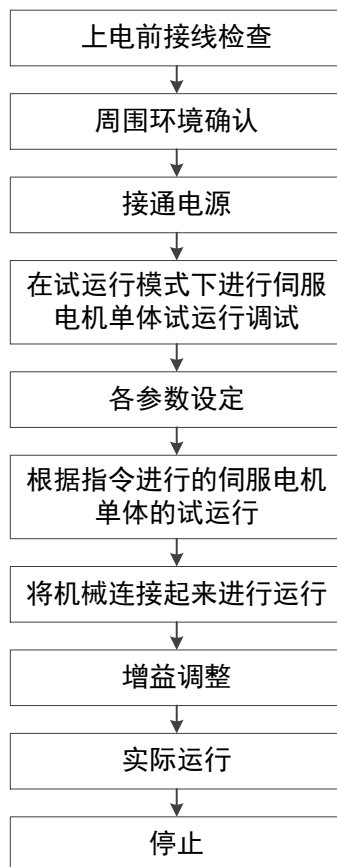 上电前接线检查
周围环境确认
接通电源
在试运行模式下进行伺服
电机单体试运行调试
各参数设定
根据指令进行的伺服电机
单体的试运行
将机械连接起来进行运行
增益调整
实际运行
停止